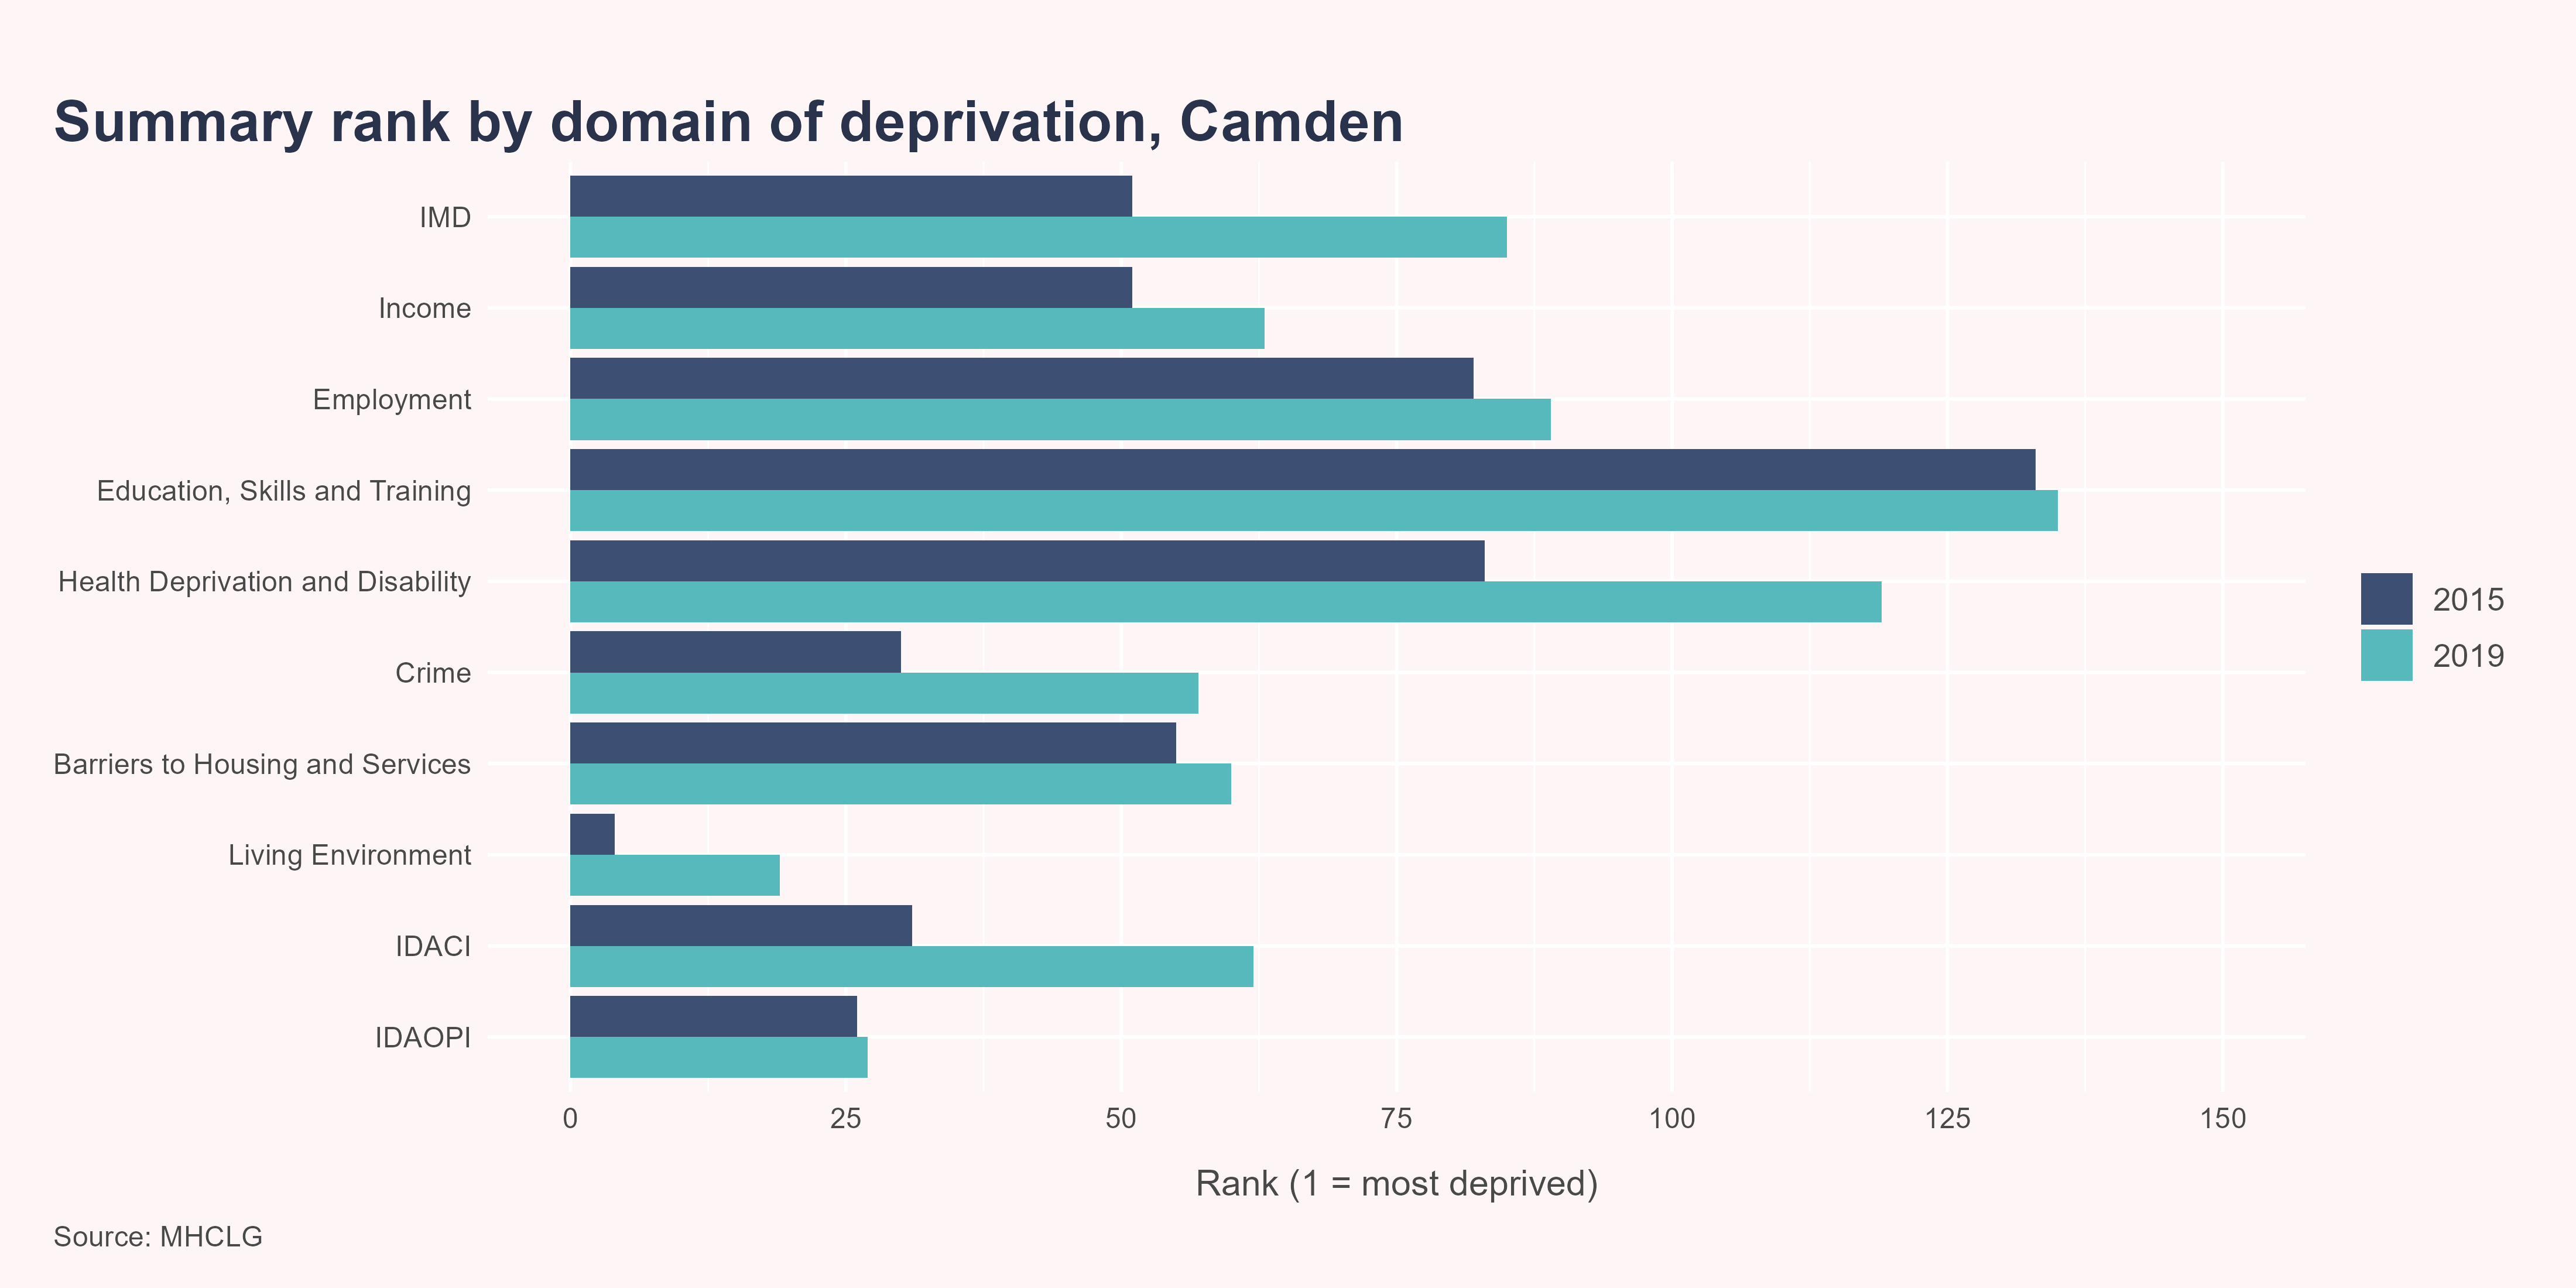 Summary rank by domain of deprivation, Camden
IMD
Income
Employment
Education, Skills and Training
Health Deprivation and Disability
Crime
Barriers to Housing and Services
Living Environment
IDACI
IDAOPI
0 25 50 75 100 125 150
Rank (1 = most deprived)
2015
2019
Source: MHCLG